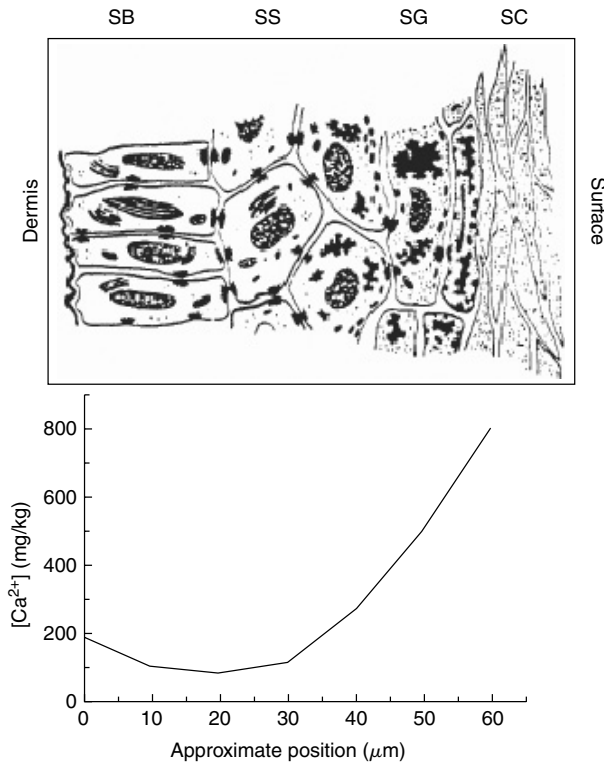 SB SS SG SC
Dermis
Surface
[Ca²⁺] (mg/kg)
800
600
400
200
0
0 10 20 30 40 50 60
Approximate position (μm)